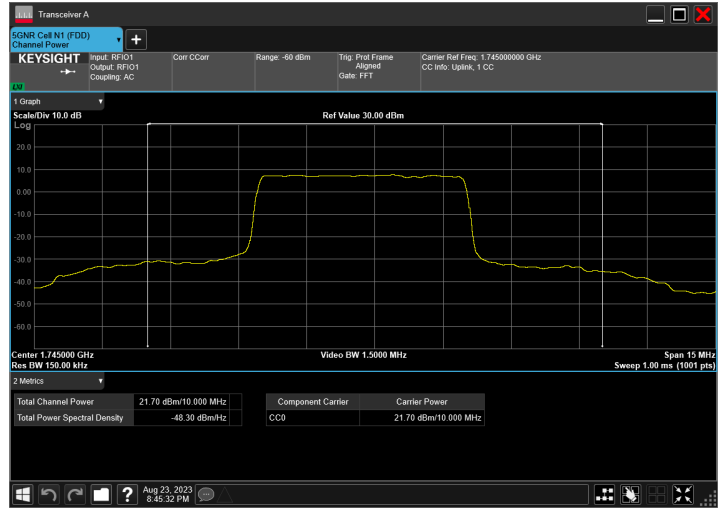 Transceiver A
5GNR Cell N1 (FDD)
Channel Power
KEYSIGHT
Input: RFIO1
Output: RFIO1
Coupling: AC
Corr CCorr
Range: -60 dBm
Trig: Prot Frame
Aligned
Gate: FFT
Carrier Ref Freq: 1.745000000 GHz
CC Info: Uplink, 1 CC
LXI
1 Graph
Scale/Div 10.0 dB
Ref Value 30.00 dBm
Log
20.0
10.0
0.00
-10.0
-20.0
-30.0
-40.0
-50.0
-60.0
Center 1.745000 GHz
Video BW 1.5000 MHz
Span 15 MHz
Res BW 150.00 kHz
Sweep 1.00 ms (1001 pts)
2 Metrics
Total Channel Power 21.70 dBm/10.000 MHz
Total Power Spectral Density -48.30 dBm/Hz
Component Carrier Carrier Power
CC0 21.70 dBm/10.000 MHz
Aug 23, 2023
8:45:32 PM